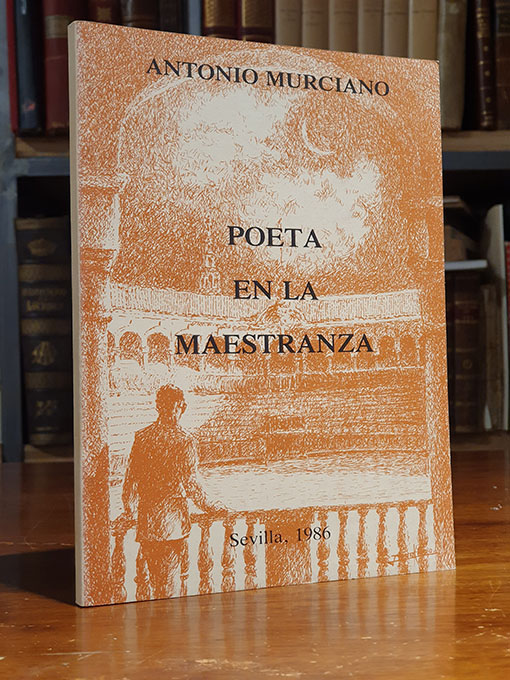 ANTONIO MURCIANO
POETA
EN LA
MAESTRANZA
Sevilla, 1986